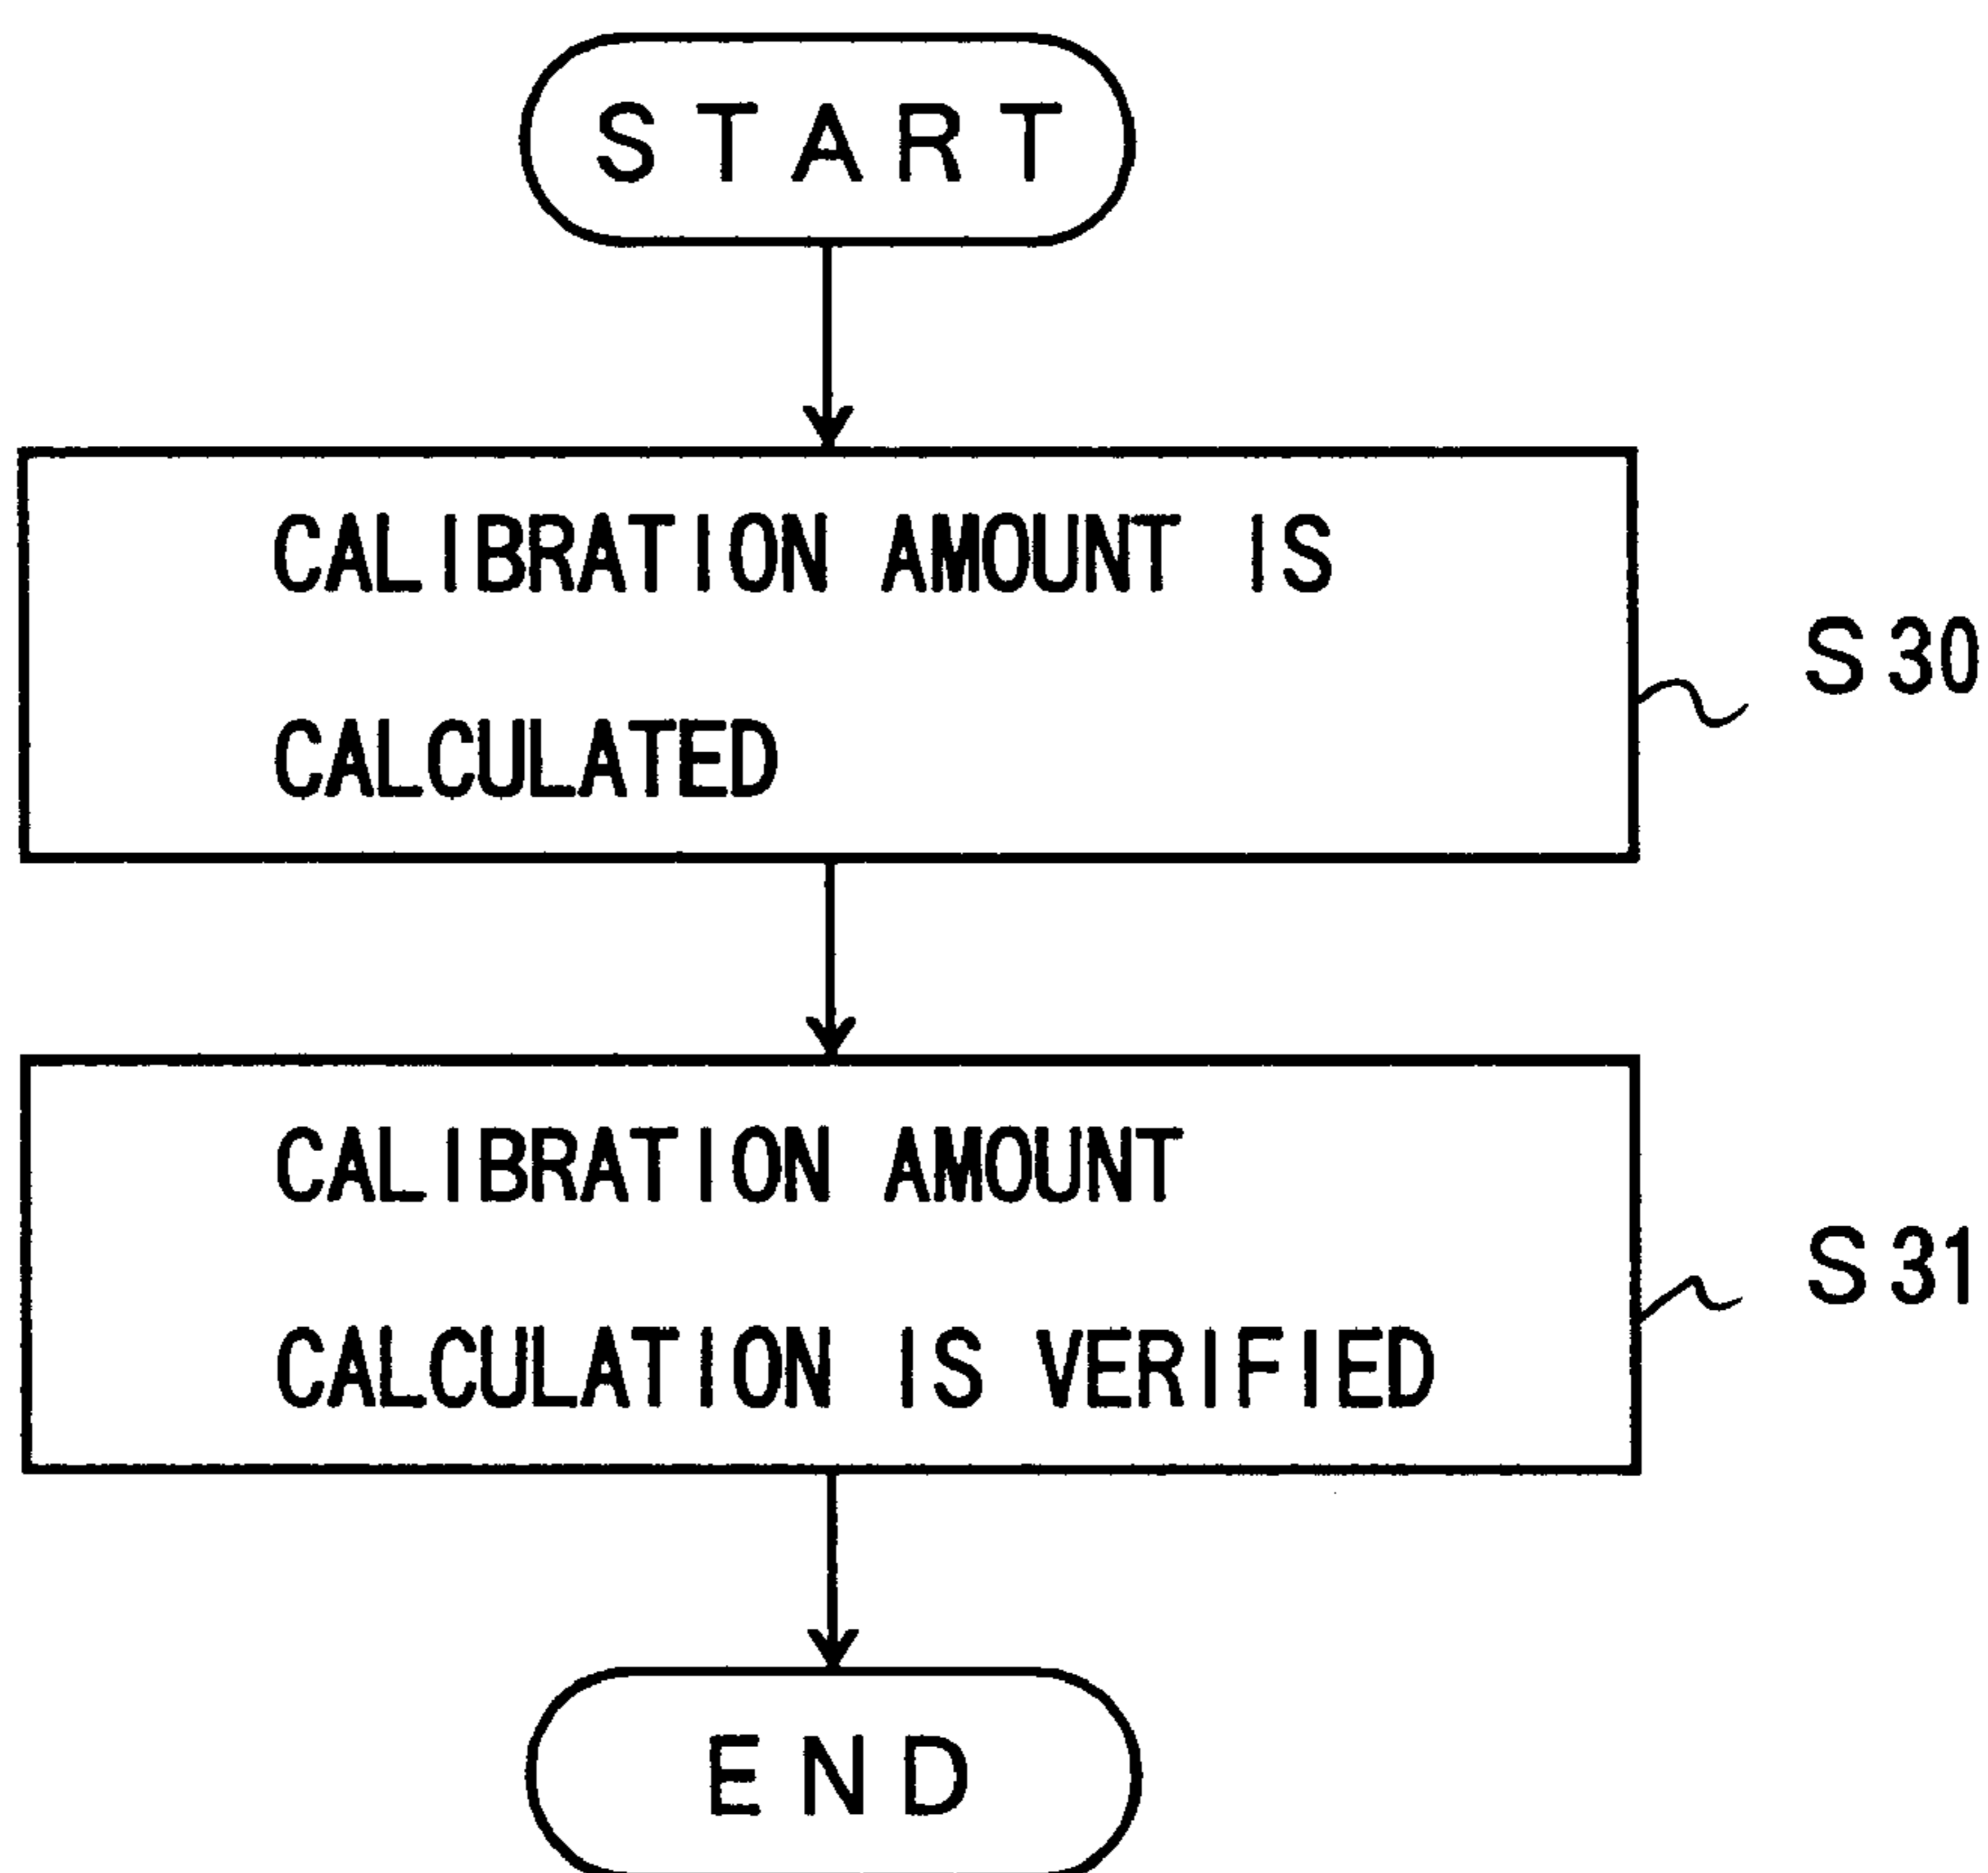 START
CALIBRATION AMOUNT IS
CALCULATED
S30
CALIBRATION AMOUNT
CALCULATION IS VERIFIED
S31
END